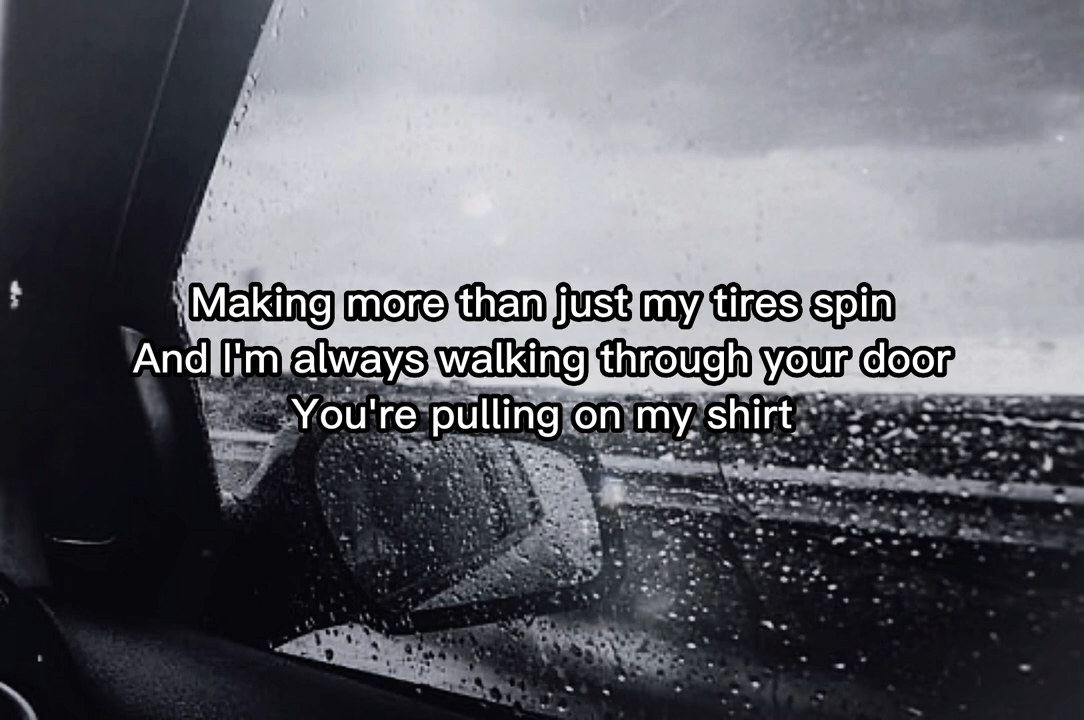 Making more than just my tires spin
And I'm always walking through your door
You're pulling on my shirt